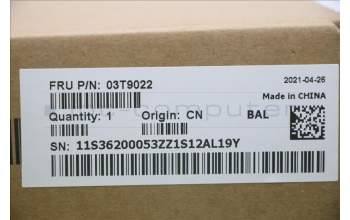 FRU P/N: 03T9022
2021-04-26
Made in CHINA
Quantity: 1 Origin: CN BAL
SN: 11S36200053ZZ1S12AL19Y